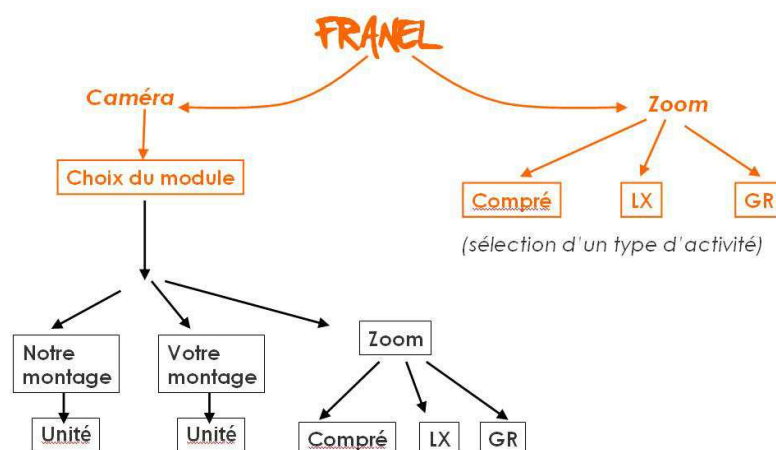 FRANEL
Caméra
Zoom
Choix du module
Compré
LX
GR
(sélection d'un type d'activité)
Notre
montage
Votre
montage
Zoom
Unité
Unité
Compré
LX
GR